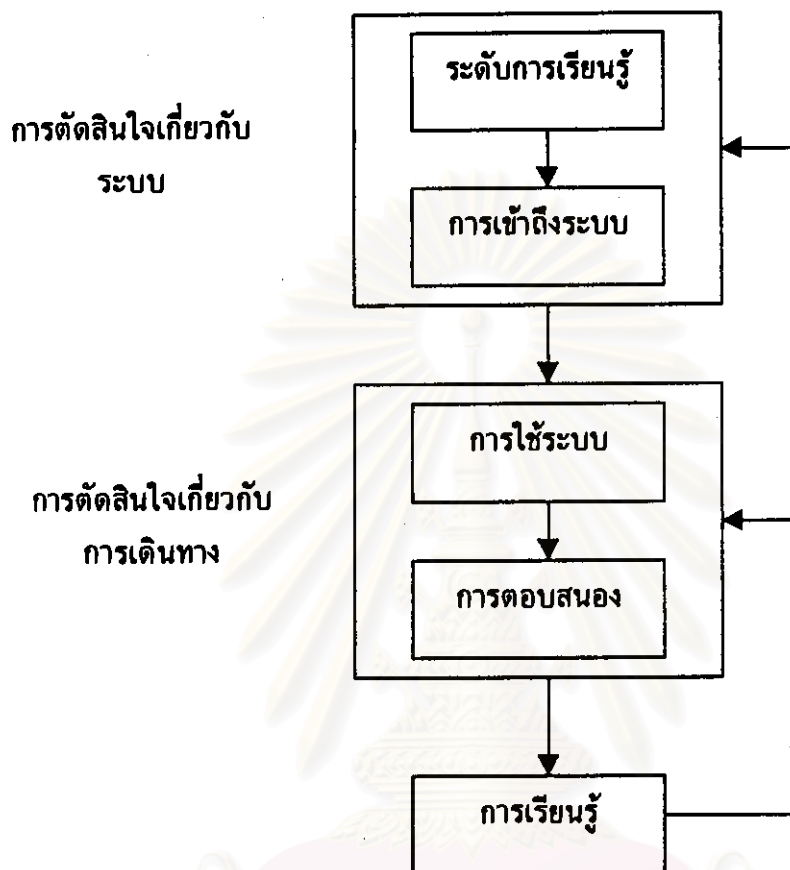 ระดับการเรียนรู้
การตัดสินใจเกี่ยวกับ
ระบบ
การเข้าถึงระบบ
การใช้ระบบ
การตัดสินใจเกี่ยวกับ
การเดินทาง
การตอบสนอง
การเรียนรู้